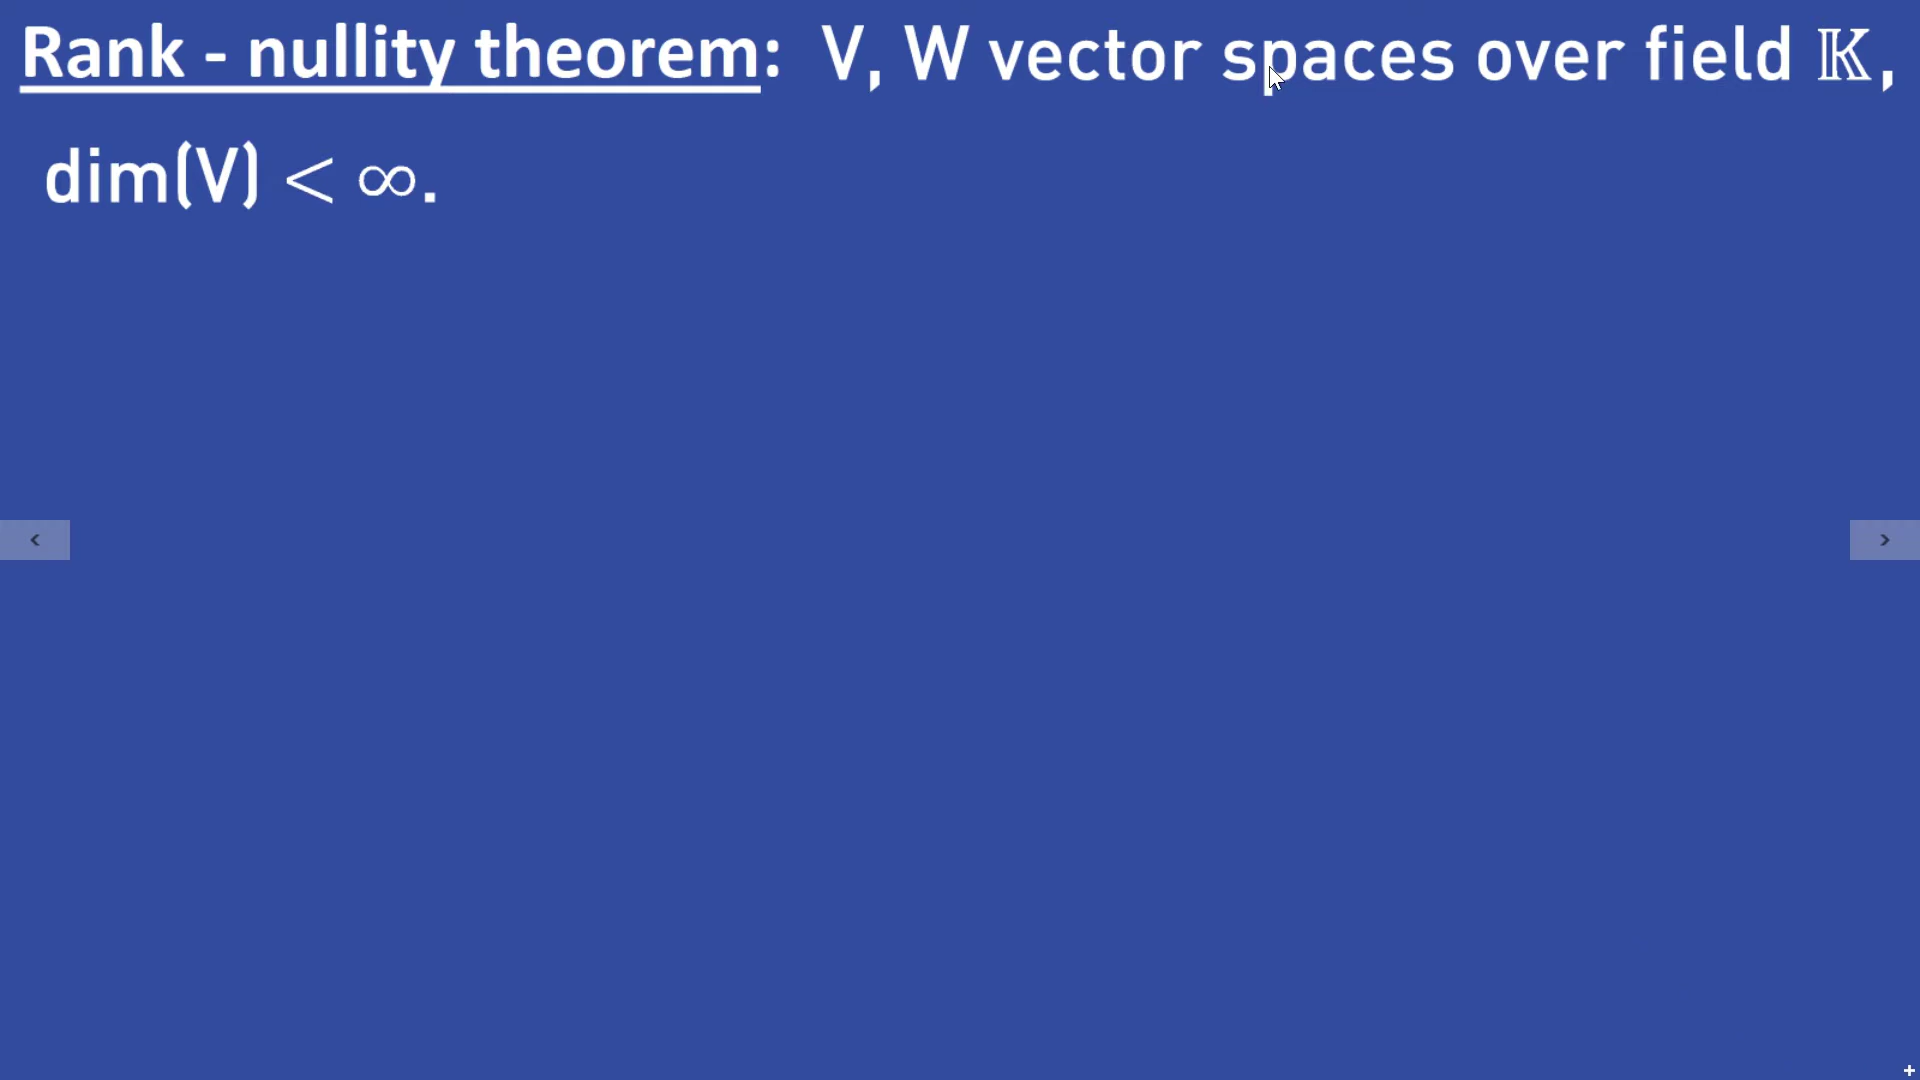 Rank - nullity theorem: V, W vector spaces over field 𝕂,
dim(V) < ∞.
<
>
+